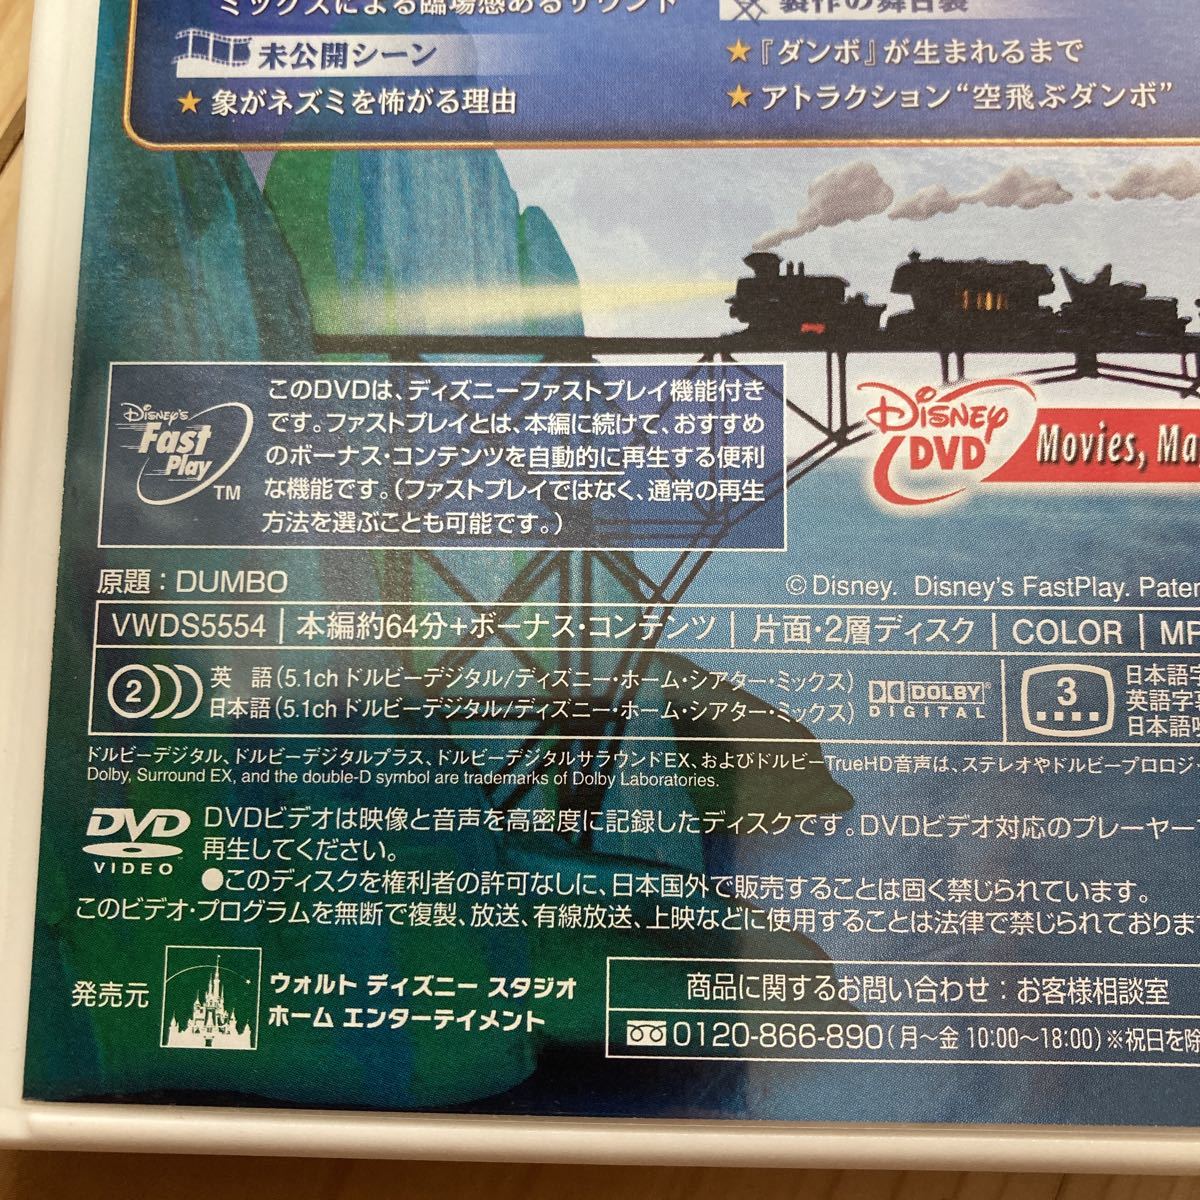 ミックスによる臨場感あるサウンド
製作の舞台裏
未公開シーン
★『ダンボ』が生まれるまで
★象がネズミを怖がる理由
★アトラクション“空飛ぶダンボ”
DISNEY'S
Fast
Play
TM
このDVDは、ディズニーファストプレイ機能付き
です。ファストプレイとは、本編に続けて、おすすめ
のボーナス・コンテンツを自動的に再生する便利
な機能です。(ファストプレイではなく、通常の再生
方法を選ぶことも可能です。)
DISNEY
DVD
Movies, Ma
原題：DUMBO
©Disney. Disney's FastPlay. Paten
VWDS5554 | 本編約64分+ボーナス・コンテンツ | 片面・2層ディスク | COLOR | MP
2
英　語(5.1ch ドルビーデジタル/ディズニー・ホーム・シアター・ミックス)
日本語(5.1ch ドルビーデジタル/ディズニー・ホーム・シアター・ミックス)
DOLBY
DIGITAL
3
日本語字
英語字幕
日本語吹
ドルビーデジタル、ドルビーデジタルプラス、ドルビーデジタルサラウンドEX、およびドルビーTrueHD音声は、ステレオやドルビープロロジッ
Dolby, Surround EX, and the double-D symbol are trademarks of Dolby Laboratories.
DVD
VIDEO
DVDビデオは映像と音声を高密度に記録したディスクです。DVDビデオ対応のプレーヤー
再生してください。
●このディスクを権利者の許可なしに、日本国外で販売することは固く禁じられています。
このビデオ・プログラムを無断で複製、放送、有線放送、上映などに使用することは法律で禁じられておりま
発売元
ウォルト ディズニー スタジオ
ホーム エンターテイメント
商品に関するお問い合わせ：お客様相談室
0120-866-890(月〜金 10:00〜18:00)※祝日を除